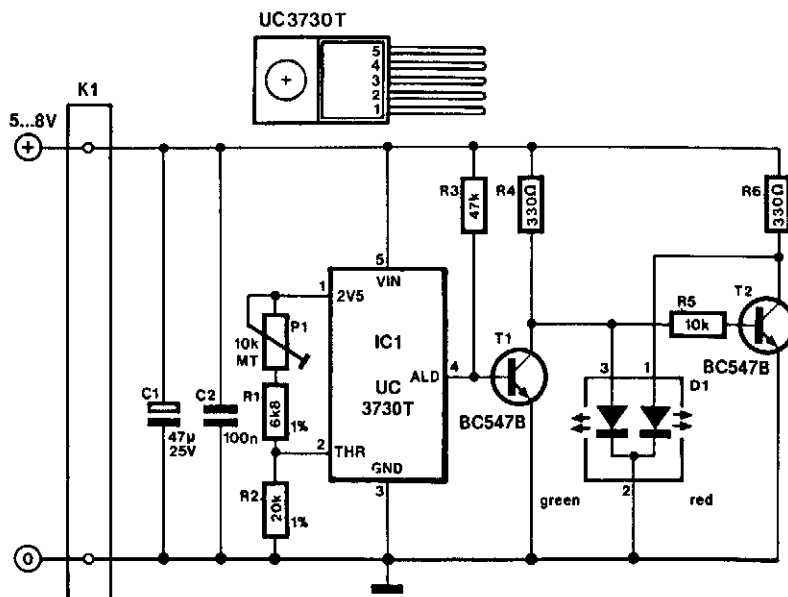 UC3730T
5
4
3
2
1
K1
5...8V
+
R3
47k
R4
330Ω
R6
330Ω
5
VIN
1
2V5
P1
10k
MT
IC1
UC
3730T
ALD
4
T1
BC547B
R5
10k
T2
BC547B
3
1
D1
C1
47µ
25V
C2
100n
R1
6k8
1%
2
THR
GND
3
R2
20k
1%
2
green
red
0